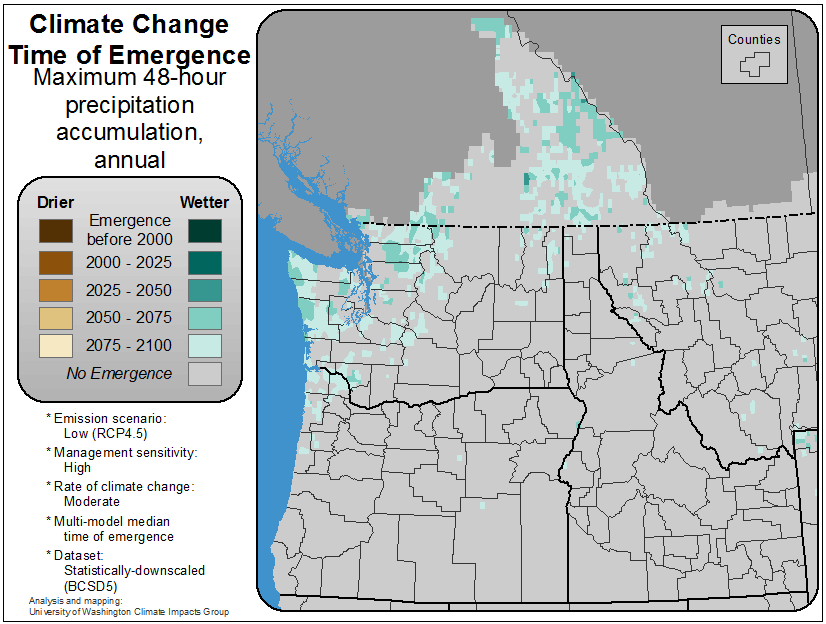 Climate Change
Time of Emergence
Maximum 48-hour
precipitation
accumulation,
annual
Drier Wetter
Emergence
before 2000
2000 - 2025
2025 - 2050
2050 - 2075
2075 - 2100
No Emergence
* Emission scenario:
Low (RCP4.5)
* Management sensitivity:
High
* Rate of climate change:
Moderate
* Multi-model median
time of emergence
* Dataset:
Statistically-downscaled
(BCSD5)
Analysis and mapping:
University of Washington Climate Impacts Group
Counties